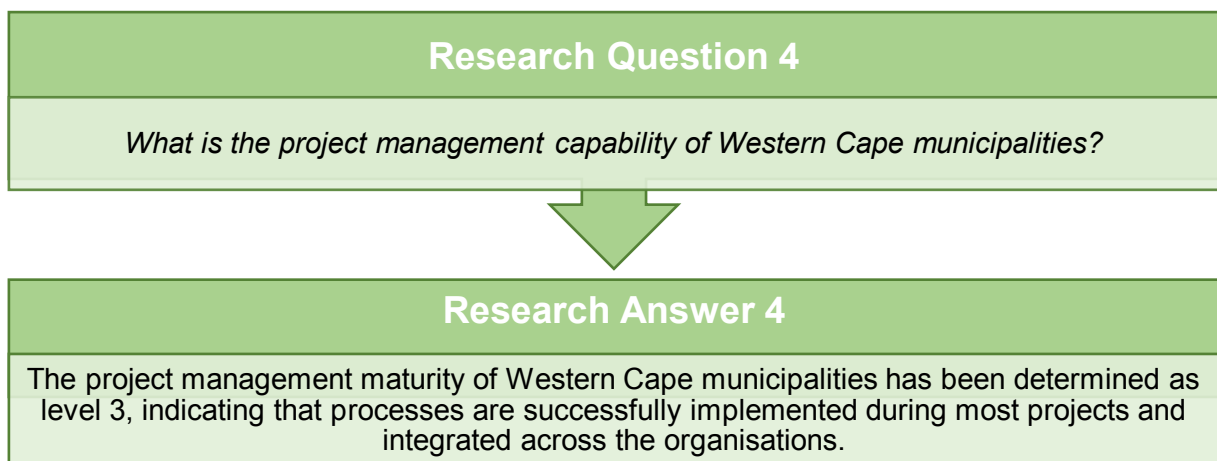 Research Question 4
What is the project management capability of Western Cape municipalities?
Research Answer 4
The project management maturity of Western Cape municipalities has been determined as
level 3, indicating that processes are successfully implemented during most projects and
integrated across the organisations.